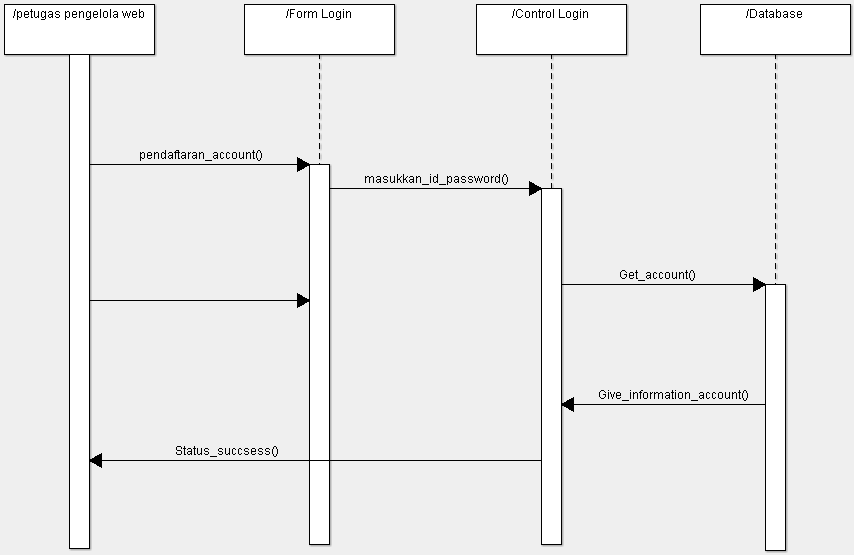 /petugas pengelola web
/Form Login
/Control Login
/Database
pendaftaran_account()
masukkan_id_password()
Get_account()
Give_information_account()
Status_succsess()